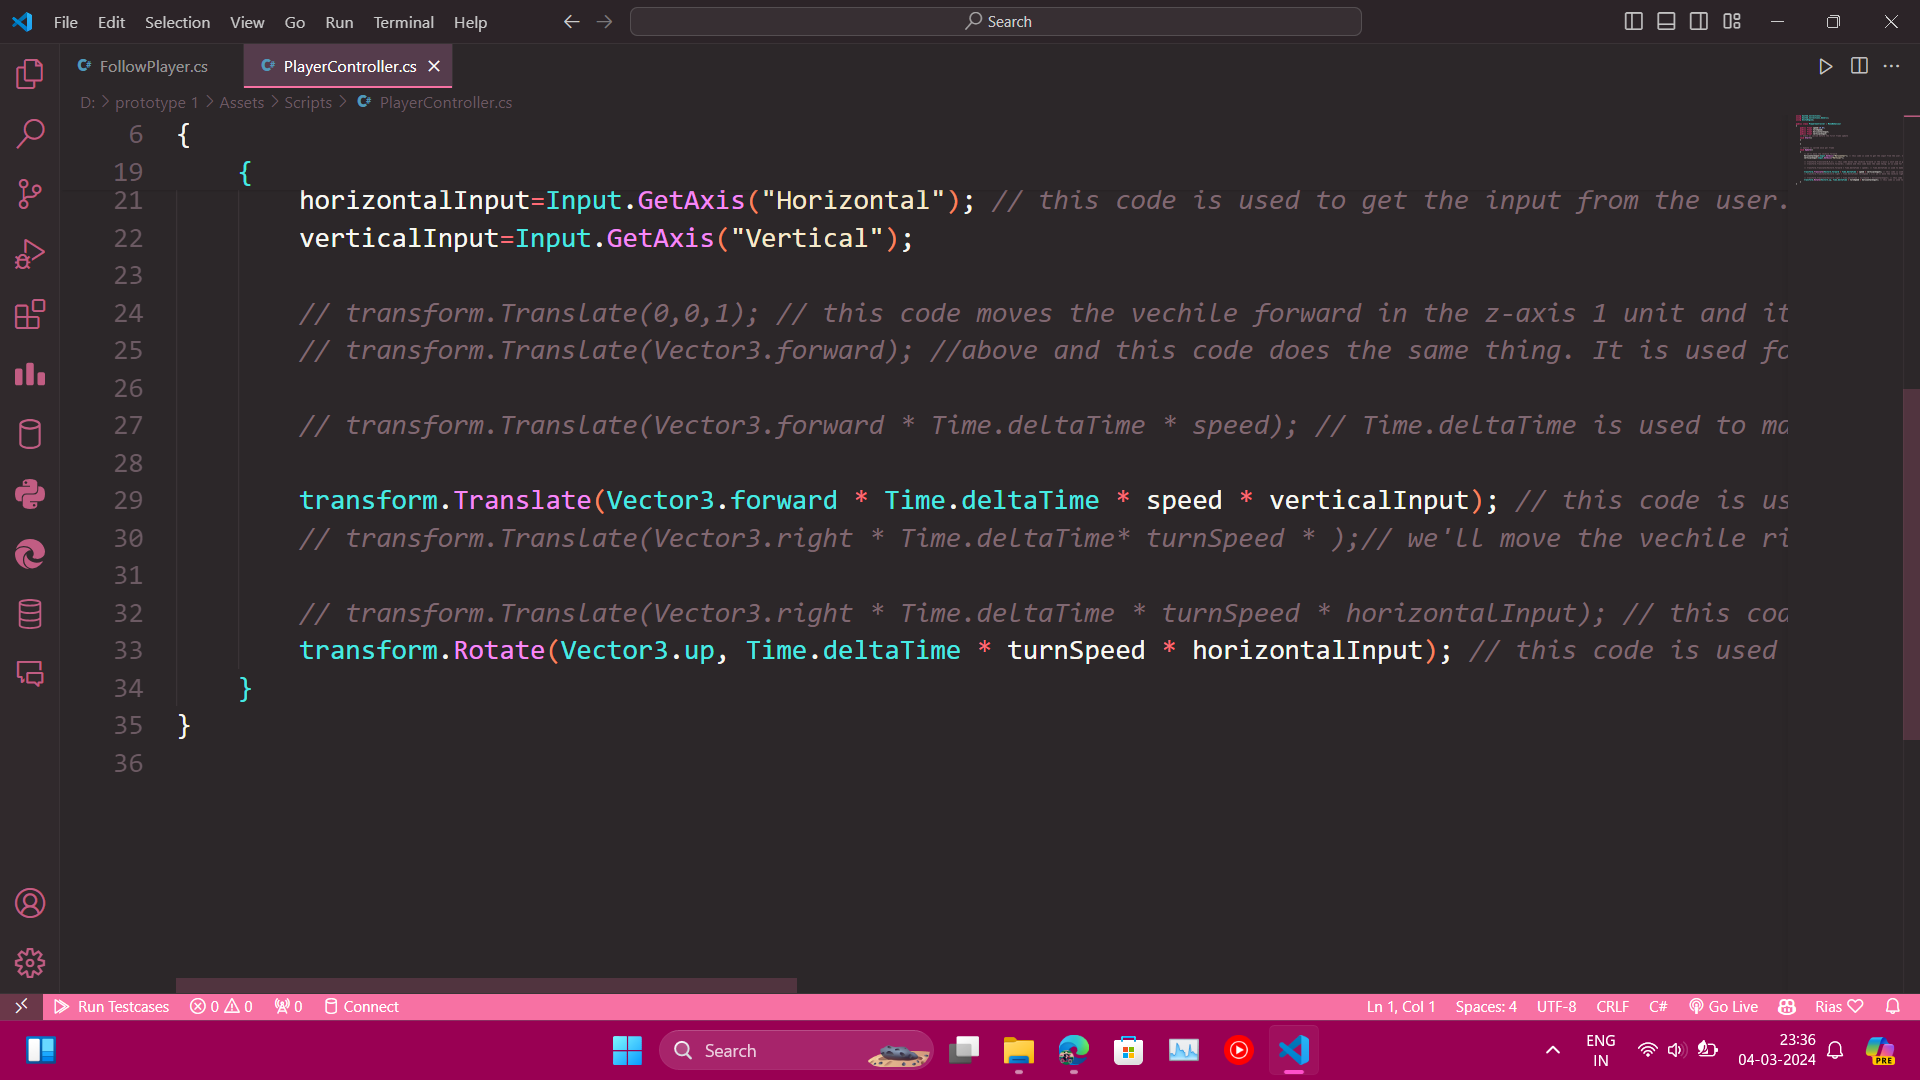 File Edit Selection View Go Run Terminal Help
Search
C# FollowPlayer.cs
C# PlayerController.cs
D: > prototype 1 > Assets > Scripts > C# PlayerController.cs
6 {
19 {
21 horizontalInput=Input.GetAxis("Horizontal"); // this code is used to get the input from the user.
22 verticalInput=Input.GetAxis("Vertical");
23
24 // transform.Translate(0,0,1); // this code moves the vechile forward in the z-axis 1 unit and it
25 // transform.Translate(Vector3.forward); //above and this code does the same thing. It is used fo
26
27 // transform.Translate(Vector3.forward * Time.deltaTime * speed); // Time.deltaTime is used to ma
28
29 transform.Translate(Vector3.forward * Time.deltaTime * speed * verticalInput); // this code is us
30 // transform.Translate(Vector3.right * Time.deltaTime* turnSpeed * );// we'll move the vechile ri
31
32 // transform.Translate(Vector3.right * Time.deltaTime * turnSpeed * horizontalInput); // this cod
33 transform.Rotate(Vector3.up, Time.deltaTime * turnSpeed * horizontalInput); // this code is used
34 }
35 }
36
Run Testcases 0 0 0 Connect
Ln 1, Col 1 Spaces: 4 UTF-8 CRLF C# Go Live Rias
Search
ENG
IN
23:36
04-03-2024
PRE